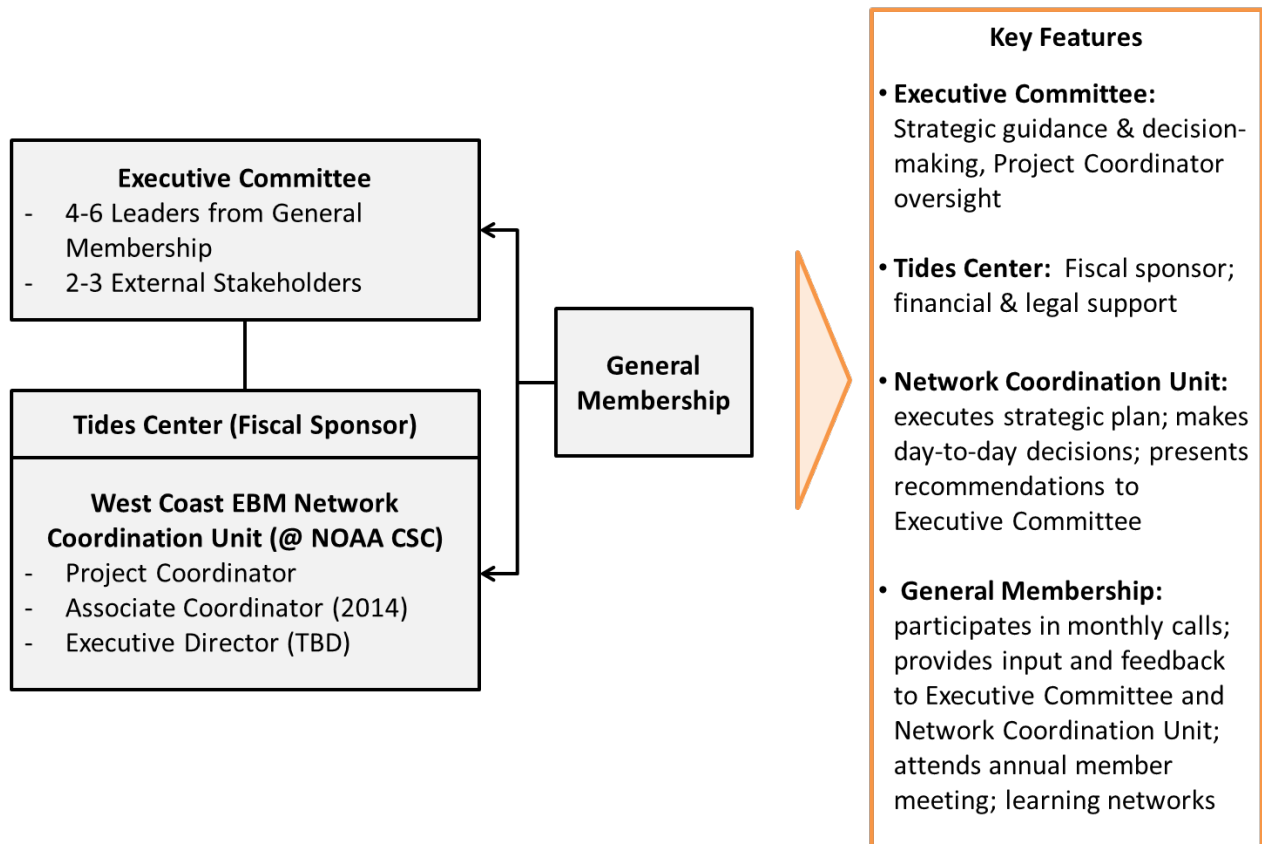 Executive Committee
- 4-6 Leaders from General
Membership
- 2-3 External Stakeholders
Tides Center (Fiscal Sponsor)
West Coast EBM Network
Coordination Unit (@ NOAA CSC)
- Project Coordinator
- Associate Coordinator (2014)
- Executive Director (TBD)
General
Membership
Key Features
• Executive Committee:
Strategic guidance & decision-
making, Project Coordinator
oversight
• Tides Center: Fiscal sponsor;
financial & legal support
• Network Coordination Unit:
executes strategic plan; makes
day-to-day decisions; presents
recommendations to
Executive Committee
• General Membership:
participates in monthly calls;
provides input and feedback
to Executive Committee and
Network Coordination Unit;
attends annual member
meeting; learning networks